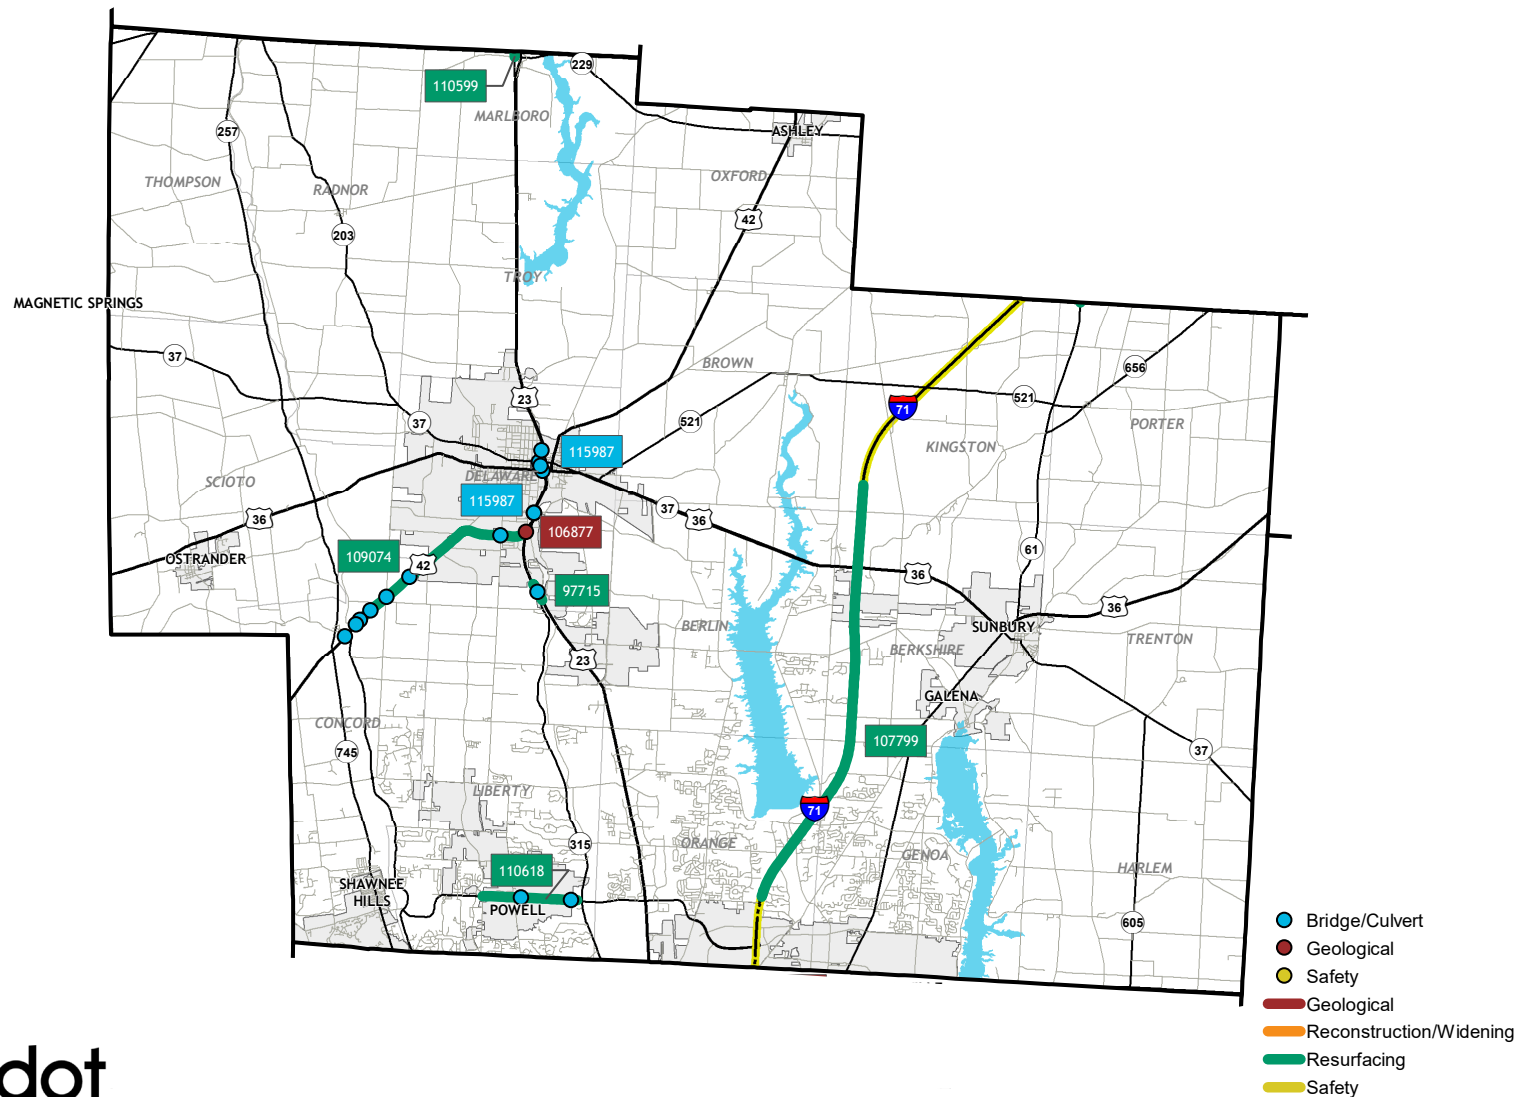 229
110599
MARLBORO
257
ASHLEY
THOMPSON
RADNOR
OXFORD
42
203
TROY
MAGNETIC SPRINGS
37
BROWN
656
521
23
71
37
521
PORTER
KINGSTON
115987
DELAWARE
SCIOTO
115987
37
36
36
106877
61
109074
OSTRANDER
42
36
97715
36
BERLIN
SUNBURY
TRENTON
BERKSHIRE
23
GALENA
CONCORD
107799
745
37
LIBERTY
71
315
ORANGE
GENOA
110618
HARLEM
SHAWNEE
HILLS
POWELL
605
Bridge/Culvert
Geological
Safety
Geological
Reconstruction/Widening
Resurfacing
Safety
dot